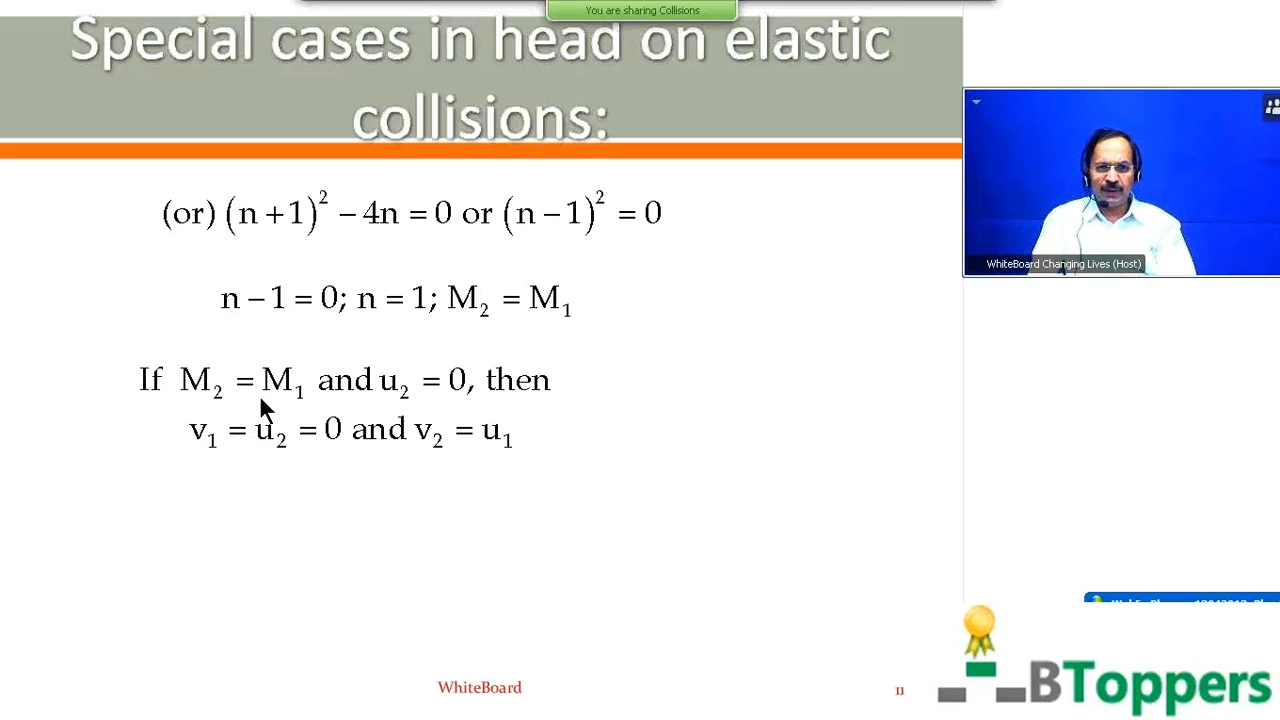 You are sharing Collisions
Special cases in head on elastic
collisions:
(or) (n + 1)² − 4n = 0 or (n − 1)² = 0
n − 1 = 0; n = 1; M₂ = M₁
If M₂ = M₁ and u₂ = 0, then
v₁ = u₂ = 0 and v₂ = u₁
WhiteBoard Changing Lives (Host)
WhiteBoard
11
BToppers